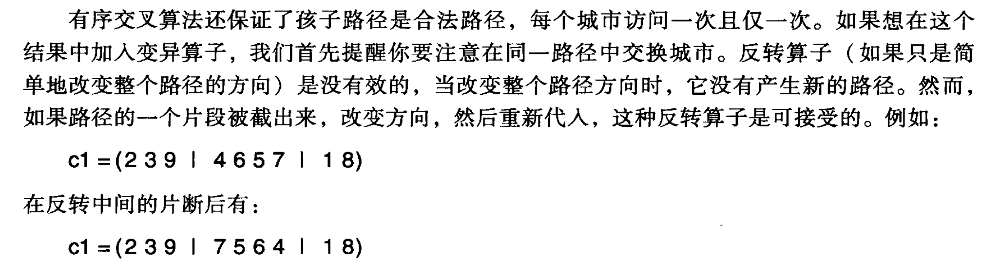 有序交叉算法还保证了孩子路径是合法路径，每个城市访问一次且仅一次。如果想在这个
结果中加入变异算子，我们首先提醒你要注意在同一路径中交换城市。反转算子（如果只是简
单地改变整个路径的方向）是没有效的，当改变整个路径方向时，它没有产生新的路径。然而，
如果路径的一个片段被截出来，改变方向，然后重新代入，这种反转算子是可接受的。例如：
c1 = (2 3 9 | 4 6 5 7 | 1 8)
在反转中间的片断后有：
c1 = (2 3 9 | 7 5 6 4 | 1 8)